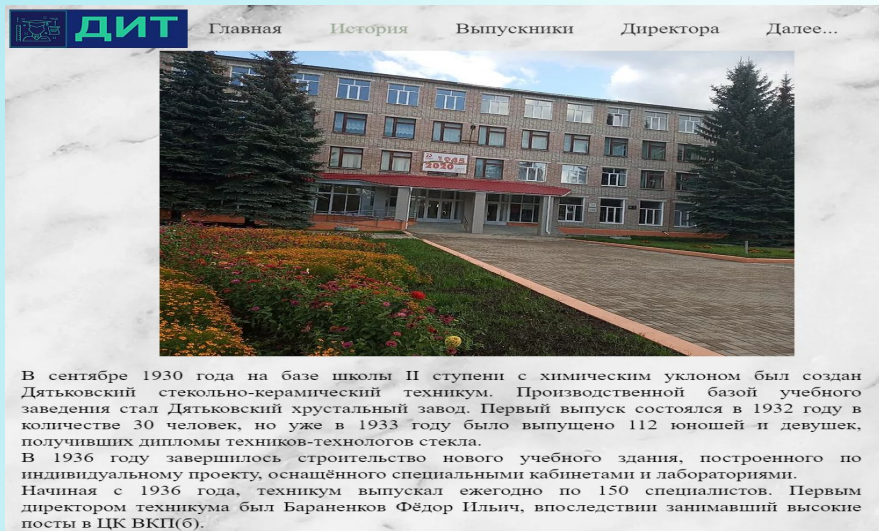 ДИТ
Главная История Выпускники Директора Далее...
1945
2020
В сентябре 1930 года на базе школы II ступени с химическим уклоном был создан
Дятьковский стекольно-керамический техникум. Производственной базой учебного
заведения стал Дятьковский хрустальный завод. Первый выпуск состоялся в 1932 году в
количестве 30 человек, но уже в 1933 году было выпущено 112 юношей и девушек,
получивших дипломы техников-технологов стекла.
В 1936 году завершилось строительство нового учебного здания, построенного по
индивидуальному проекту, оснащённого специальными кабинетами и лабораториями.
Начиная с 1936 года, техникум выпускал ежегодно по 150 специалистов. Первым
директором техникума был Бараненков Фёдор Ильич, впоследствии занимавший высокие
посты в ЦК ВКП(б).